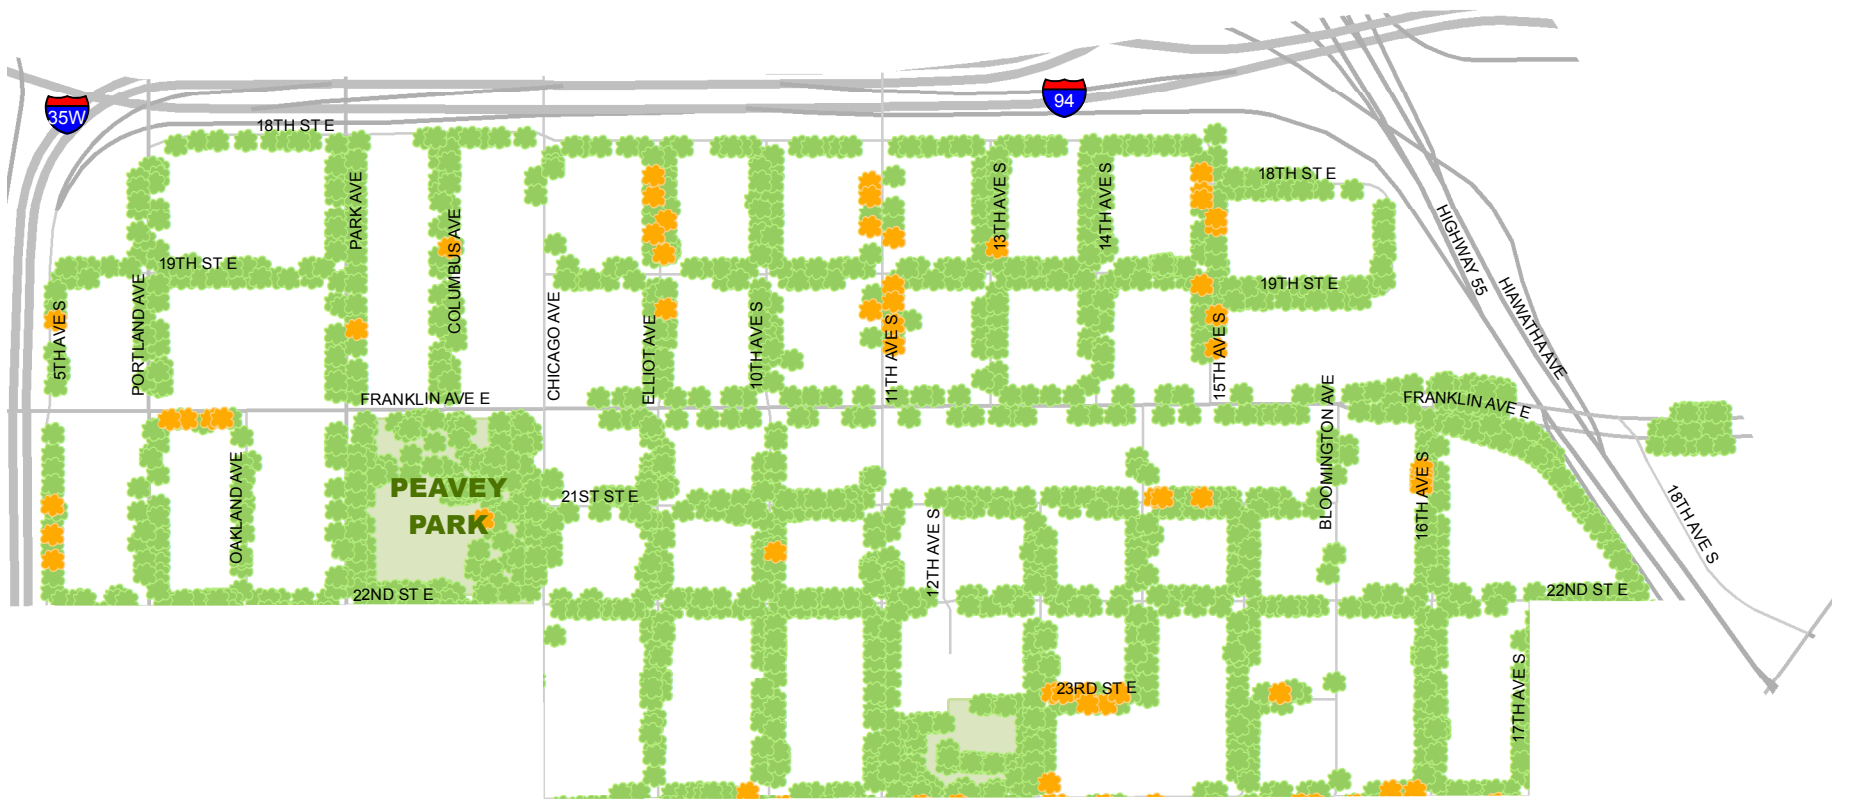 35W
94
18TH ST E
18TH ST E
PARK AVE
COLUMBUS AVE
13TH AVE S
14TH AVE S
HIGHWAY 55
HIAWATHA AVE
19TH ST E
19TH ST E
5TH AVE S
PORTLAND AVE
CHICAGO AVE
ELLIOT AVE
10TH AVE S
11TH AVE S
15TH AVE S
BLOOMINGTON AVE
FRANKLIN AVE E
FRANKLIN AVE E
OAKLAND AVE
PEAVEY
PARK
21ST ST E
12TH AVE S
16TH AVE S
18TH AVE S
22ND ST E
22ND ST E
23RD ST E
17TH AVE S